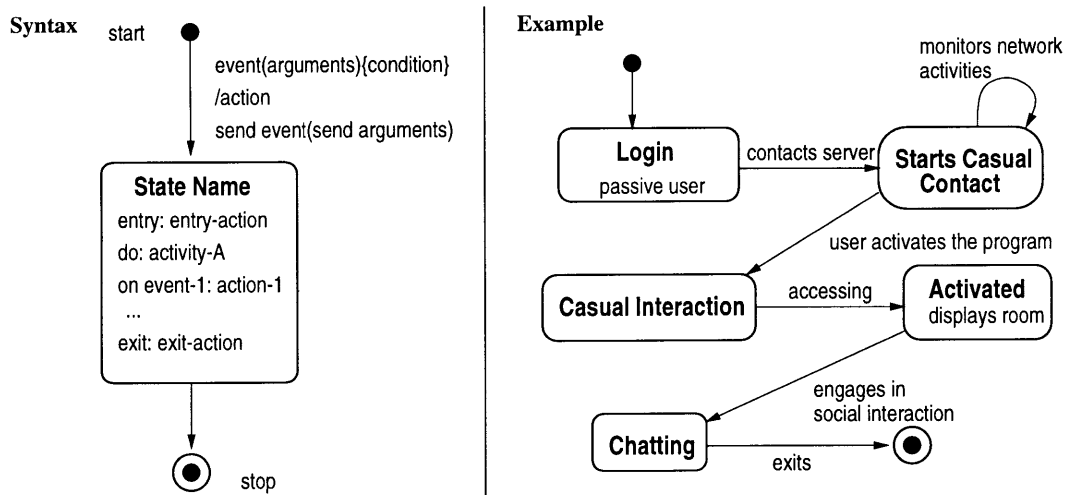 Syntax
start
event(arguments){condition}
/action
send event(send arguments)
State Name
entry: entry-action
do: activity-A
on event-1: action-1
...
exit: exit-action
stop
Example
monitors network
activities
Login
passive user
contacts server
Starts Casual
Contact
user activates the program
Casual Interaction
accessing
Activated
displays room
engages in
social interaction
Chatting
exits